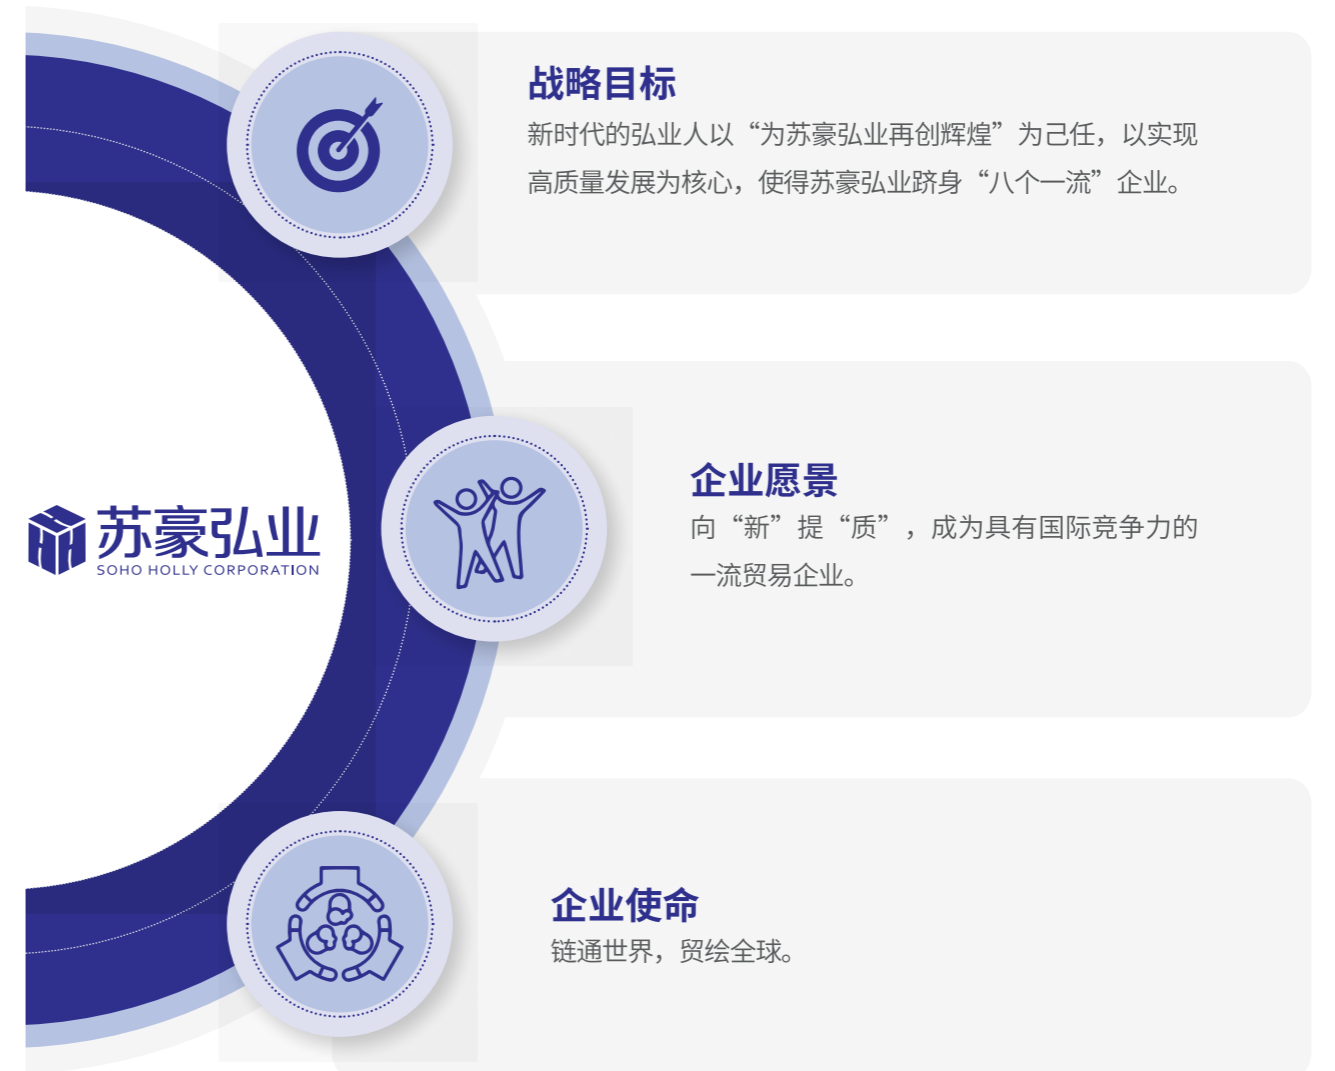 战略目标
新时代的弘业人以“为苏豪弘业再创辉煌”为己任，以实现
高质量发展为核心，使得苏豪弘业跻身“八个一流”企业。
企业愿景
向“新”提“质”，成为具有国际竞争力的
一流贸易企业。
苏豪弘业
SOHO HOLLY CORPORATION
企业使命
链通世界，贸绘全球。